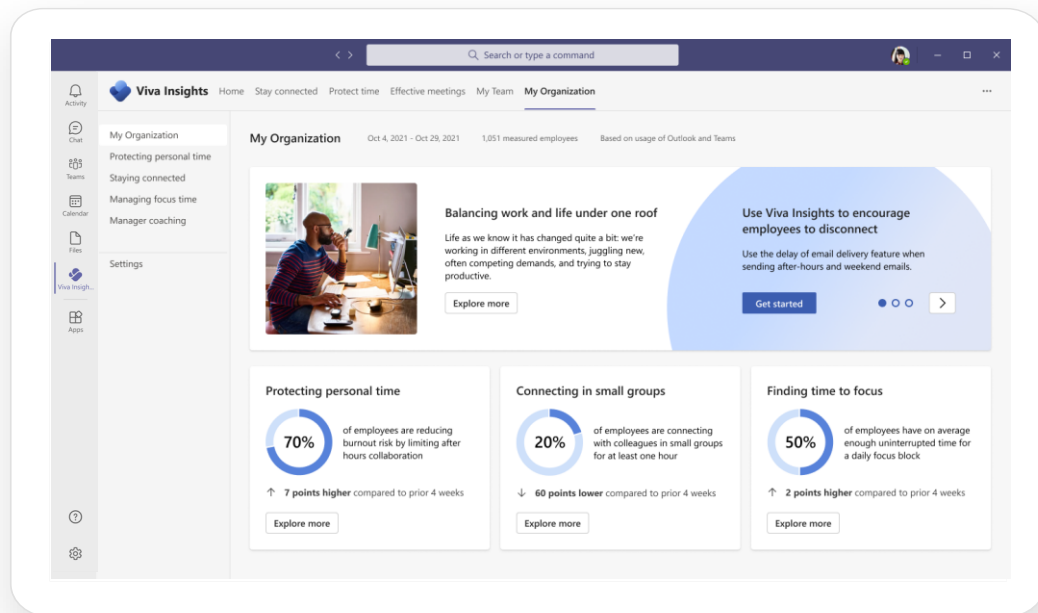 Search or type a command
Activity
Chat
Teams
Calendar
Files
Viva Insigh...
Apps
Viva Insights Home Stay connected Protect time Effective meetings My Team My Organization
My Organization
Protecting personal time
Staying connected
Managing focus time
Manager coaching
Settings
My Organization Oct 4, 2021 - Oct 29, 2021 1,051 measured employees Based on usage of Outlook and Teams
Balancing work and life under one roof
Life as we know it has changed quite a bit: we're
working in different environments, juggling new,
often competing demands, and trying to stay
productive.
Explore more
Use Viva Insights to encourage
employees to disconnect
Use the delay of email delivery feature when
sending after-hours and weekend emails.
Get started
Protecting personal time
70%
of employees are reducing
burnout risk by limiting after
hours collaboration
7 points higher compared to prior 4 weeks
Explore more
Connecting in small groups
20%
of employees are connecting
with colleagues in small groups
for at least one hour
60 points lower compared to prior 4 weeks
Explore more
Finding time to focus
50%
of employees have on average
enough uninterrupted time for
a daily focus block
2 points higher compared to prior 4 weeks
Explore more